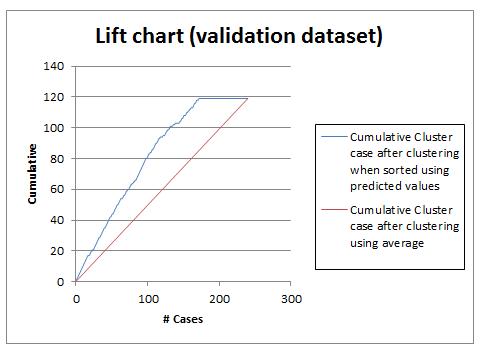 Lift chart (validation dataset)
140
120
100
80
60
40
20
0
Cumulative
0 100 200 300
# Cases
Cumulative Cluster
case after clustering
when sorted using
predicted values
Cumulative Cluster
case after clustering
using average